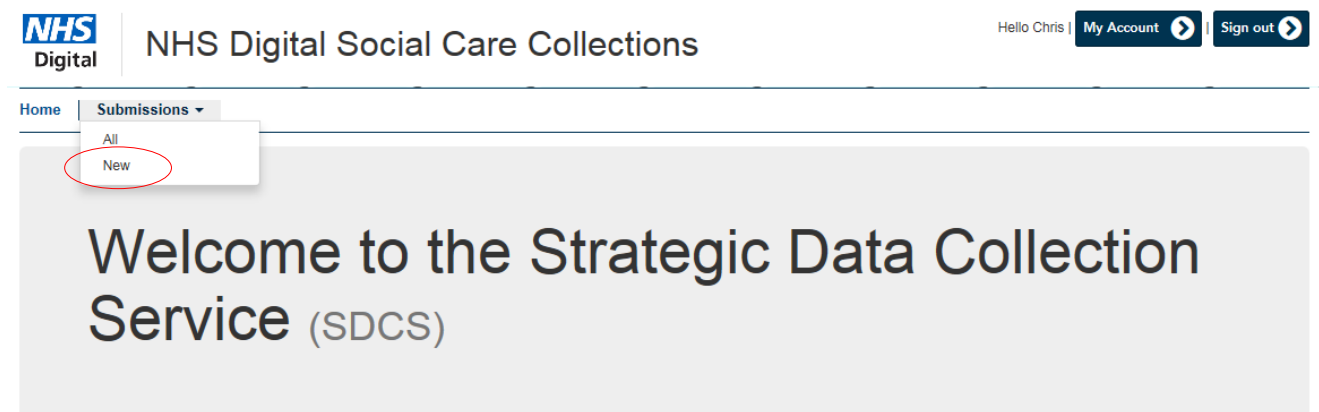 NHS
Digital
NHS Digital Social Care Collections
Hello Chris | My Account | Sign out
Home Submissions
All
New
Welcome to the Strategic Data Collection
Service (SDCS)